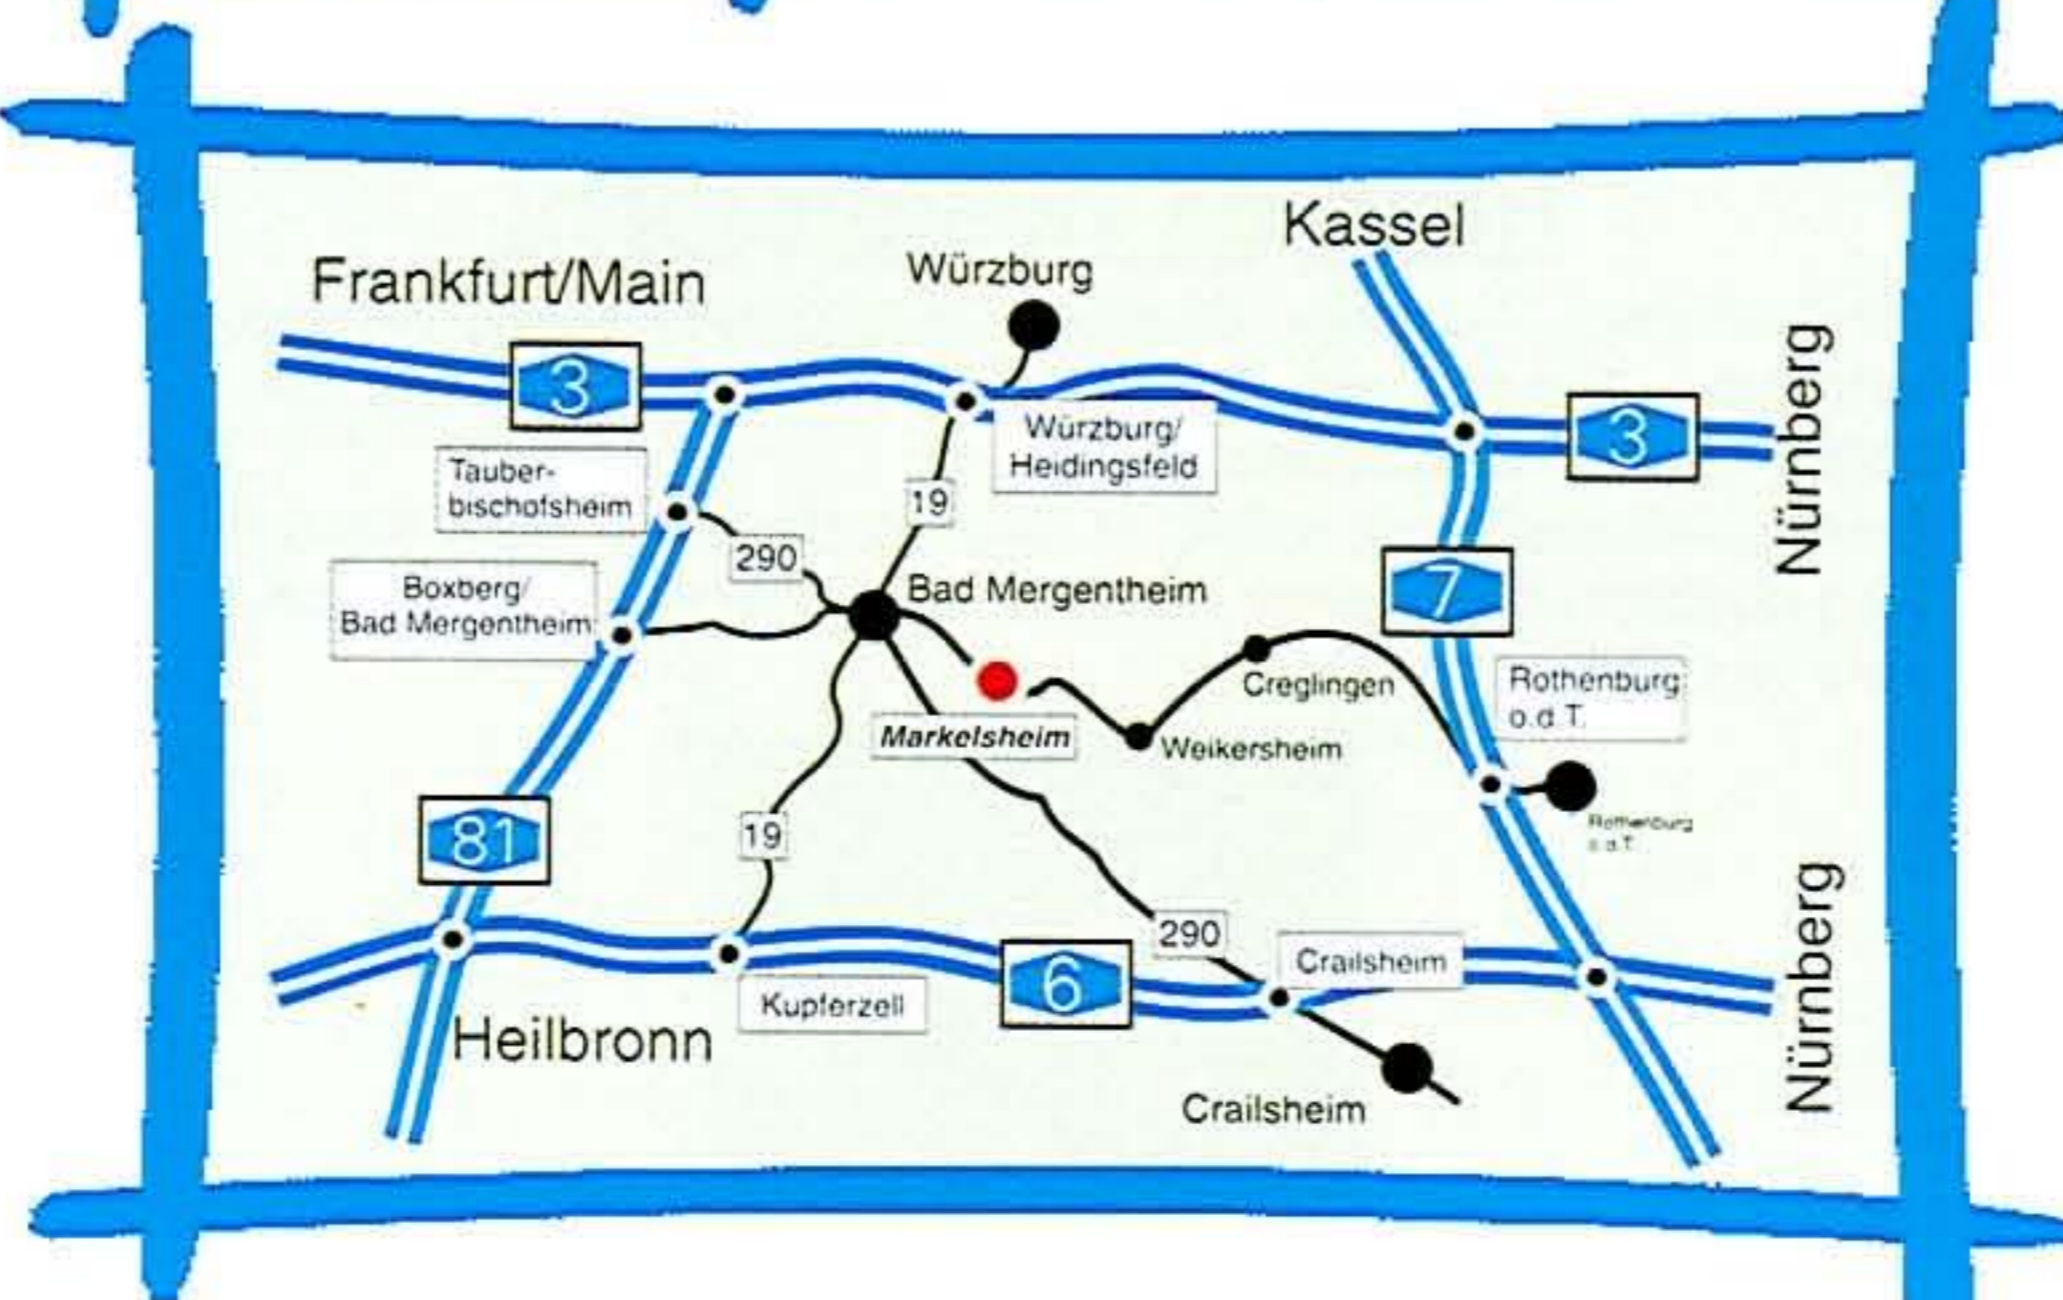 Kassel
Frankfurt/Main
Würzburg
3
Würzburg/
Heidingsfeld
3
Nürnberg
Tauber-
bischofsheim
19
290
Boxberg/
Bad Mergentheim
Bad Mergentheim
7
Creglingen
Rothenburg
o.d.T.
Markelsheim
Weikersheim
Rothenburg
o.d.T.
81
19
290
Crailsheim
6
Kupferzell
Heilbronn
Nürnberg
Crailsheim